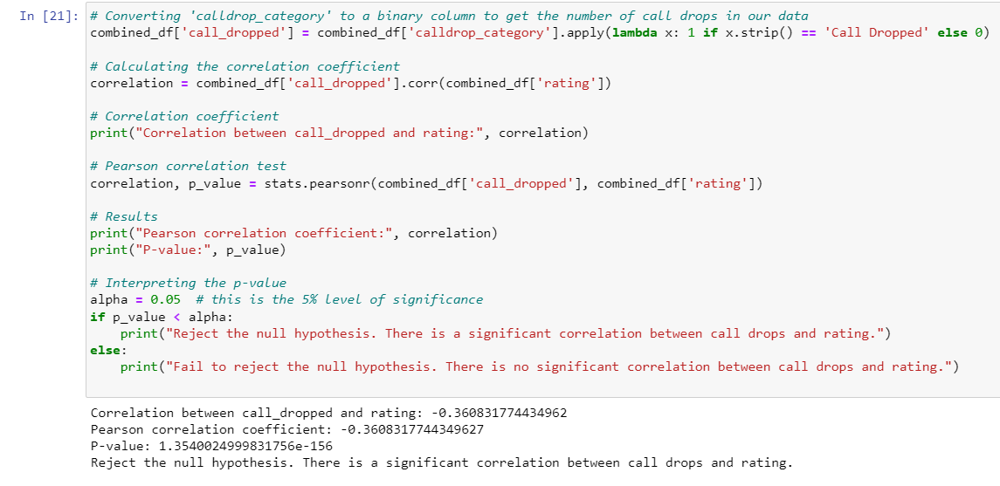 In [21]: # Converting 'calldrop_category' to a binary column to get the number of call drops in our data
combined_df['call_dropped'] = combined_df['calldrop_category'].apply(lambda x: 1 if x.strip() == 'Call Dropped' else 0)
# Calculating the correlation coefficient
correlation = combined_df['call_dropped'].corr(combined_df['rating'])
# Correlation coefficient
print("Correlation between call_dropped and rating:", correlation)
# Pearson correlation test
correlation, p_value = stats.pearsonr(combined_df['call_dropped'], combined_df['rating'])
# Results
print("Pearson correlation coefficient:", correlation)
print("P-value:", p_value)
# Interpreting the p-value
alpha = 0.05  # this is the 5% level of significance
if p_value < alpha:
    print("Reject the null hypothesis. There is a significant correlation between call drops and rating.")
else:
    print("Fail to reject the null hypothesis. There is no significant correlation between call drops and rating.")
Correlation between call_dropped and rating: -0.360831774434962
Pearson correlation coefficient: -0.3608317744349627
P-value: 1.3540024999831756e-156
Reject the null hypothesis. There is a significant correlation between call drops and rating.